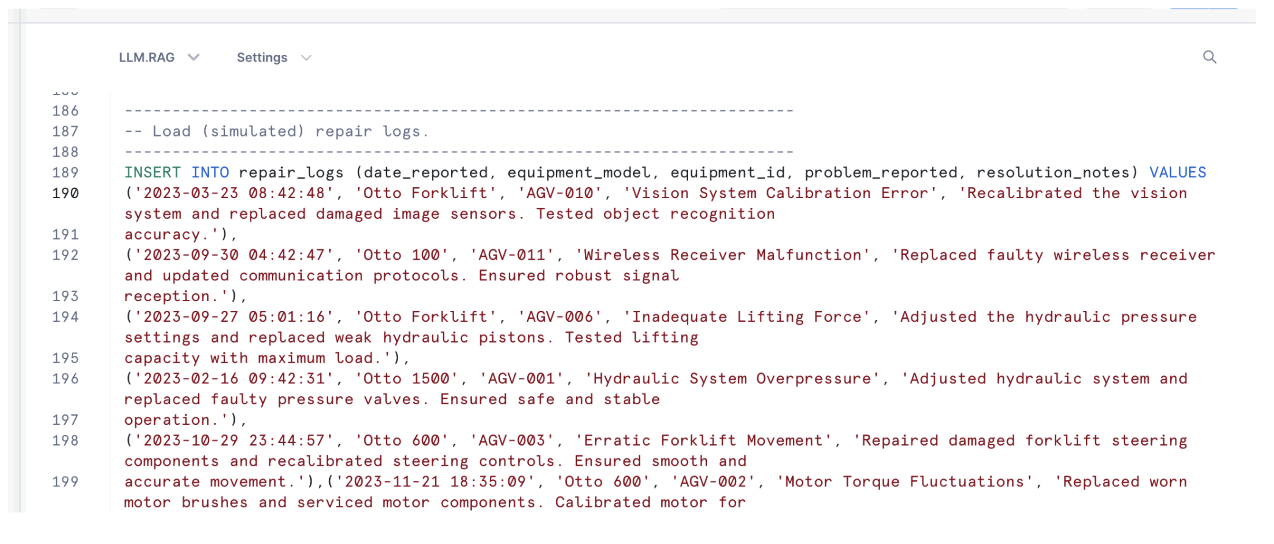 LLM.RAG Settings
186 ----------------------------------------------------------------------
187 -- Load (simulated) repair logs.
188 ----------------------------------------------------------------------
189 INSERT INTO repair_logs (date_reported, equipment_model, equipment_id, problem_reported, resolution_notes) VALUES
190 ('2023-03-23 08:42:48', 'Otto Forklift', 'AGV-010', 'Vision System Calibration Error', 'Recalibrated the vision
system and replaced damaged image sensors. Tested object recognition
191 accuracy.'),
192 ('2023-09-30 04:42:47', 'Otto 100', 'AGV-011', 'Wireless Receiver Malfunction', 'Replaced faulty wireless receiver
and updated communication protocols. Ensured robust signal
193 reception.'),
194 ('2023-09-27 05:01:16', 'Otto Forklift', 'AGV-006', 'Inadequate Lifting Force', 'Adjusted the hydraulic pressure
settings and replaced weak hydraulic pistons. Tested lifting
195 capacity with maximum load.'),
196 ('2023-02-16 09:42:31', 'Otto 1500', 'AGV-001', 'Hydraulic System Overpressure', 'Adjusted hydraulic system and
replaced faulty pressure valves. Ensured safe and stable
197 operation.'),
198 ('2023-10-29 23:44:57', 'Otto 600', 'AGV-003', 'Erratic Forklift Movement', 'Repaired damaged forklift steering
components and recalibrated steering controls. Ensured smooth and
199 accurate movement.'),('2023-11-21 18:35:09', 'Otto 600', 'AGV-002', 'Motor Torque Fluctuations', 'Replaced worn
motor brushes and serviced motor components. Calibrated motor for